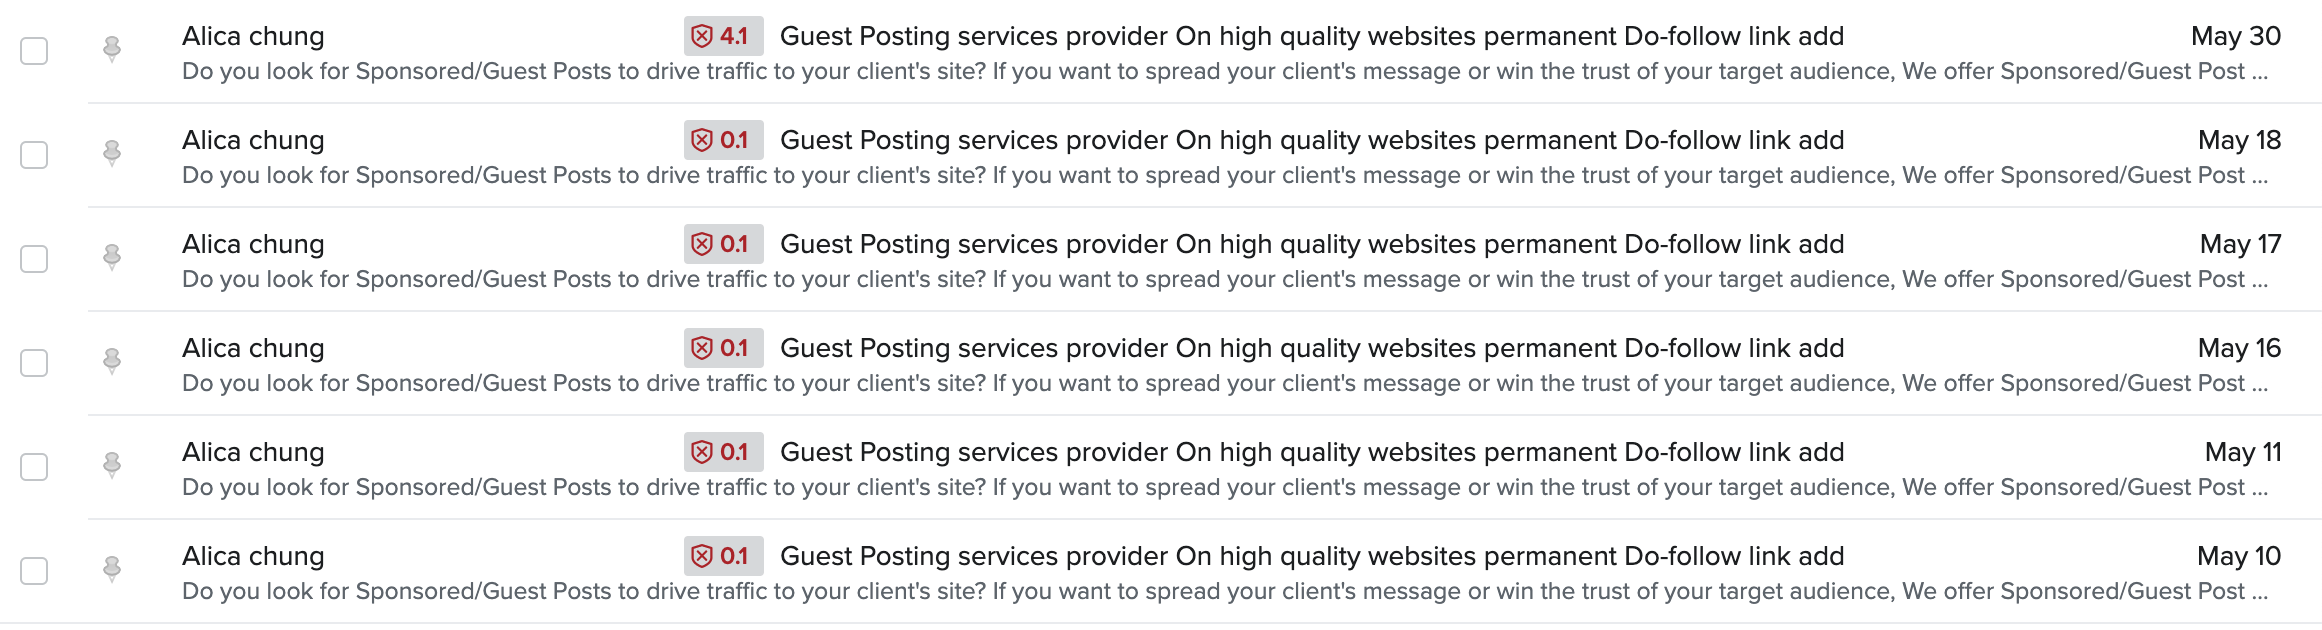 Alica chung 4.1 Guest Posting services provider On high quality websites permanent Do-follow link add May 30
Do you look for Sponsored/Guest Posts to drive traffic to your client's site? If you want to spread your client's message or win the trust of your target audience, We offer Sponsored/Guest Post ...
Alica chung 0.1 Guest Posting services provider On high quality websites permanent Do-follow link add May 18
Do you look for Sponsored/Guest Posts to drive traffic to your client's site? If you want to spread your client's message or win the trust of your target audience, We offer Sponsored/Guest Post ...
Alica chung 0.1 Guest Posting services provider On high quality websites permanent Do-follow link add May 17
Do you look for Sponsored/Guest Posts to drive traffic to your client's site? If you want to spread your client's message or win the trust of your target audience, We offer Sponsored/Guest Post ...
Alica chung 0.1 Guest Posting services provider On high quality websites permanent Do-follow link add May 16
Do you look for Sponsored/Guest Posts to drive traffic to your client's site? If you want to spread your client's message or win the trust of your target audience, We offer Sponsored/Guest Post ...
Alica chung 0.1 Guest Posting services provider On high quality websites permanent Do-follow link add May 11
Do you look for Sponsored/Guest Posts to drive traffic to your client's site? If you want to spread your client's message or win the trust of your target audience, We offer Sponsored/Guest Post ...
Alica chung 0.1 Guest Posting services provider On high quality websites permanent Do-follow link add May 10
Do you look for Sponsored/Guest Posts to drive traffic to your client's site? If you want to spread your client's message or win the trust of your target audience, We offer Sponsored/Guest Post ...